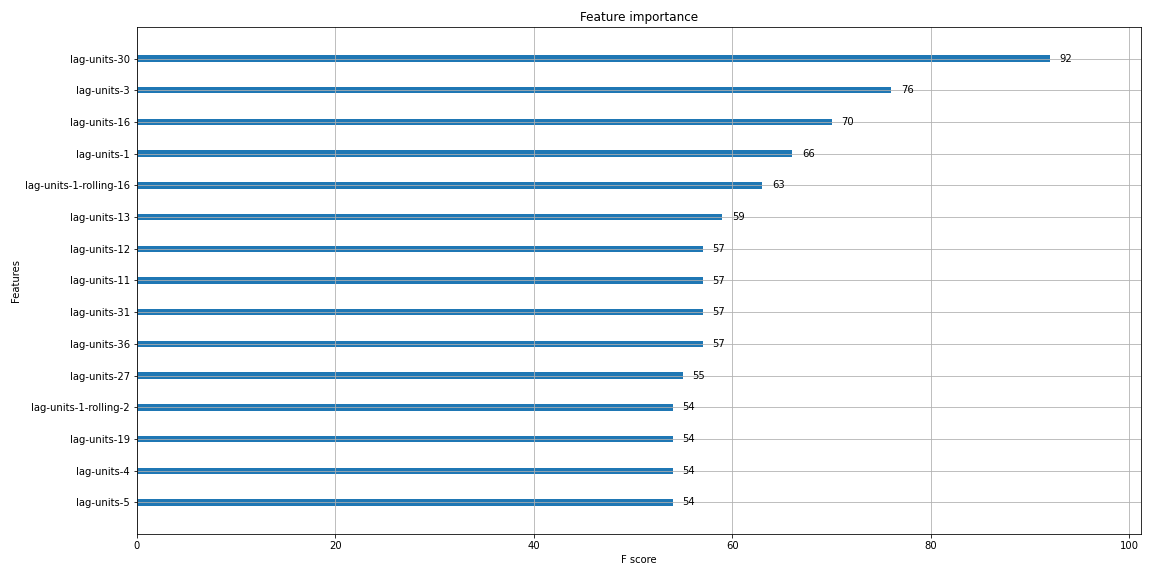 Feature importance
lag-units-30 92
lag-units-3 76
lag-units-16 70
lag-units-1 66
lag-units-1-rolling-16 63
lag-units-13 59
lag-units-12 57
lag-units-11 57
lag-units-31 57
lag-units-36 57
lag-units-27 55
lag-units-1-rolling-2 54
lag-units-19 54
lag-units-4 54
lag-units-5 54
Features
0 20 40 60 80 100
F score